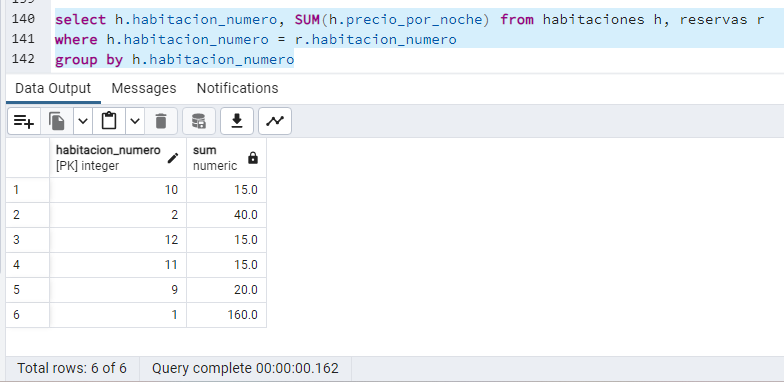 140 select h.habitacion_numero, SUM(h.precio_por_noche) from habitaciones h, reservas r
141 where h.habitacion_numero = r.habitacion_numero
142 group by h.habitacion_numero
Data Output Messages Notifications
habitacion_numero sum
[PK] integer numeric
1 10 15.0
2 2 40.0
3 12 15.0
4 11 15.0
5 9 20.0
6 1 160.0
Total rows: 6 of 6 Query complete 00:00:00.162